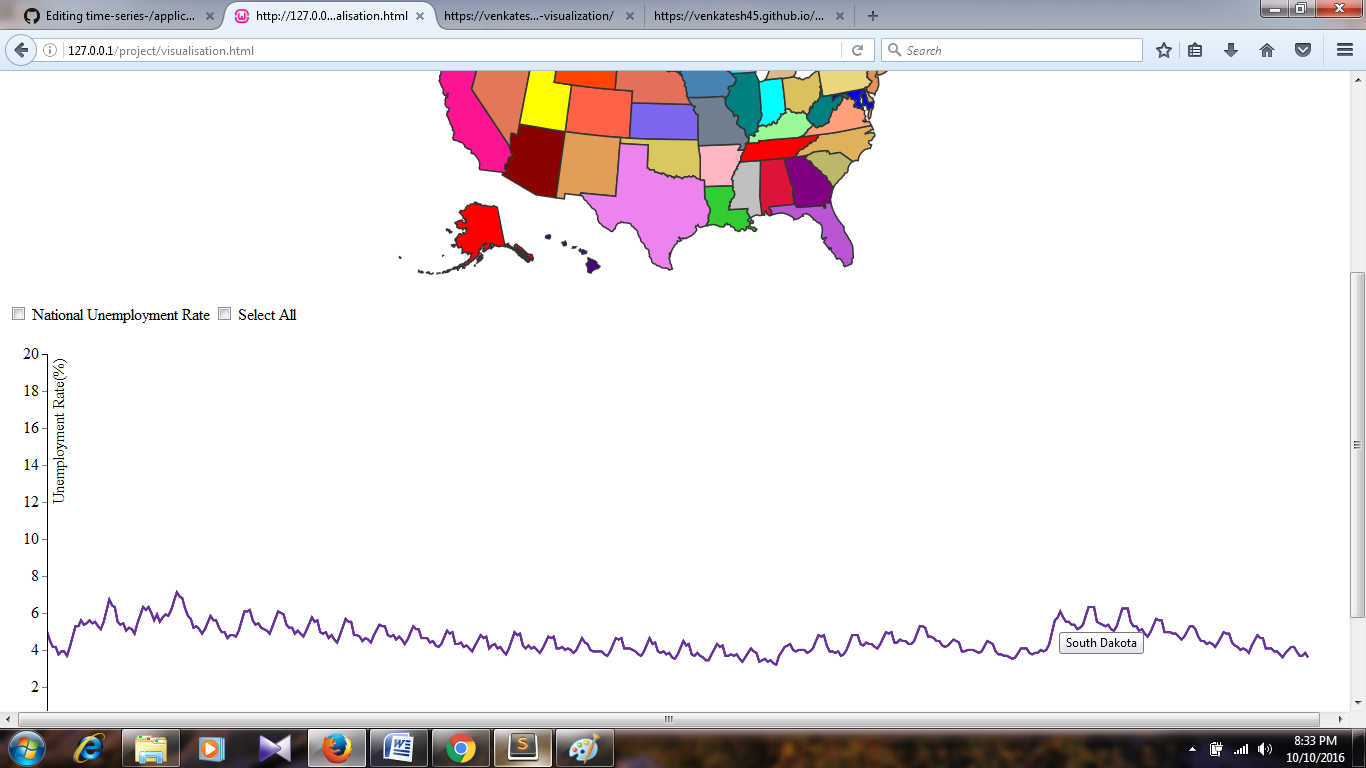 Editing time-series-/applic...
http://127.0.0...alisation.html
https://venkates...-visualization/
https://venkatesh45.github.io/...
127.0.0.1/project/visualisation.html
Search
National Unemployment Rate
Select All
20
18
16
14
12
10
8
6
4
2
Unemployment Rate(%)
South Dakota
8:33 PM
10/10/2016